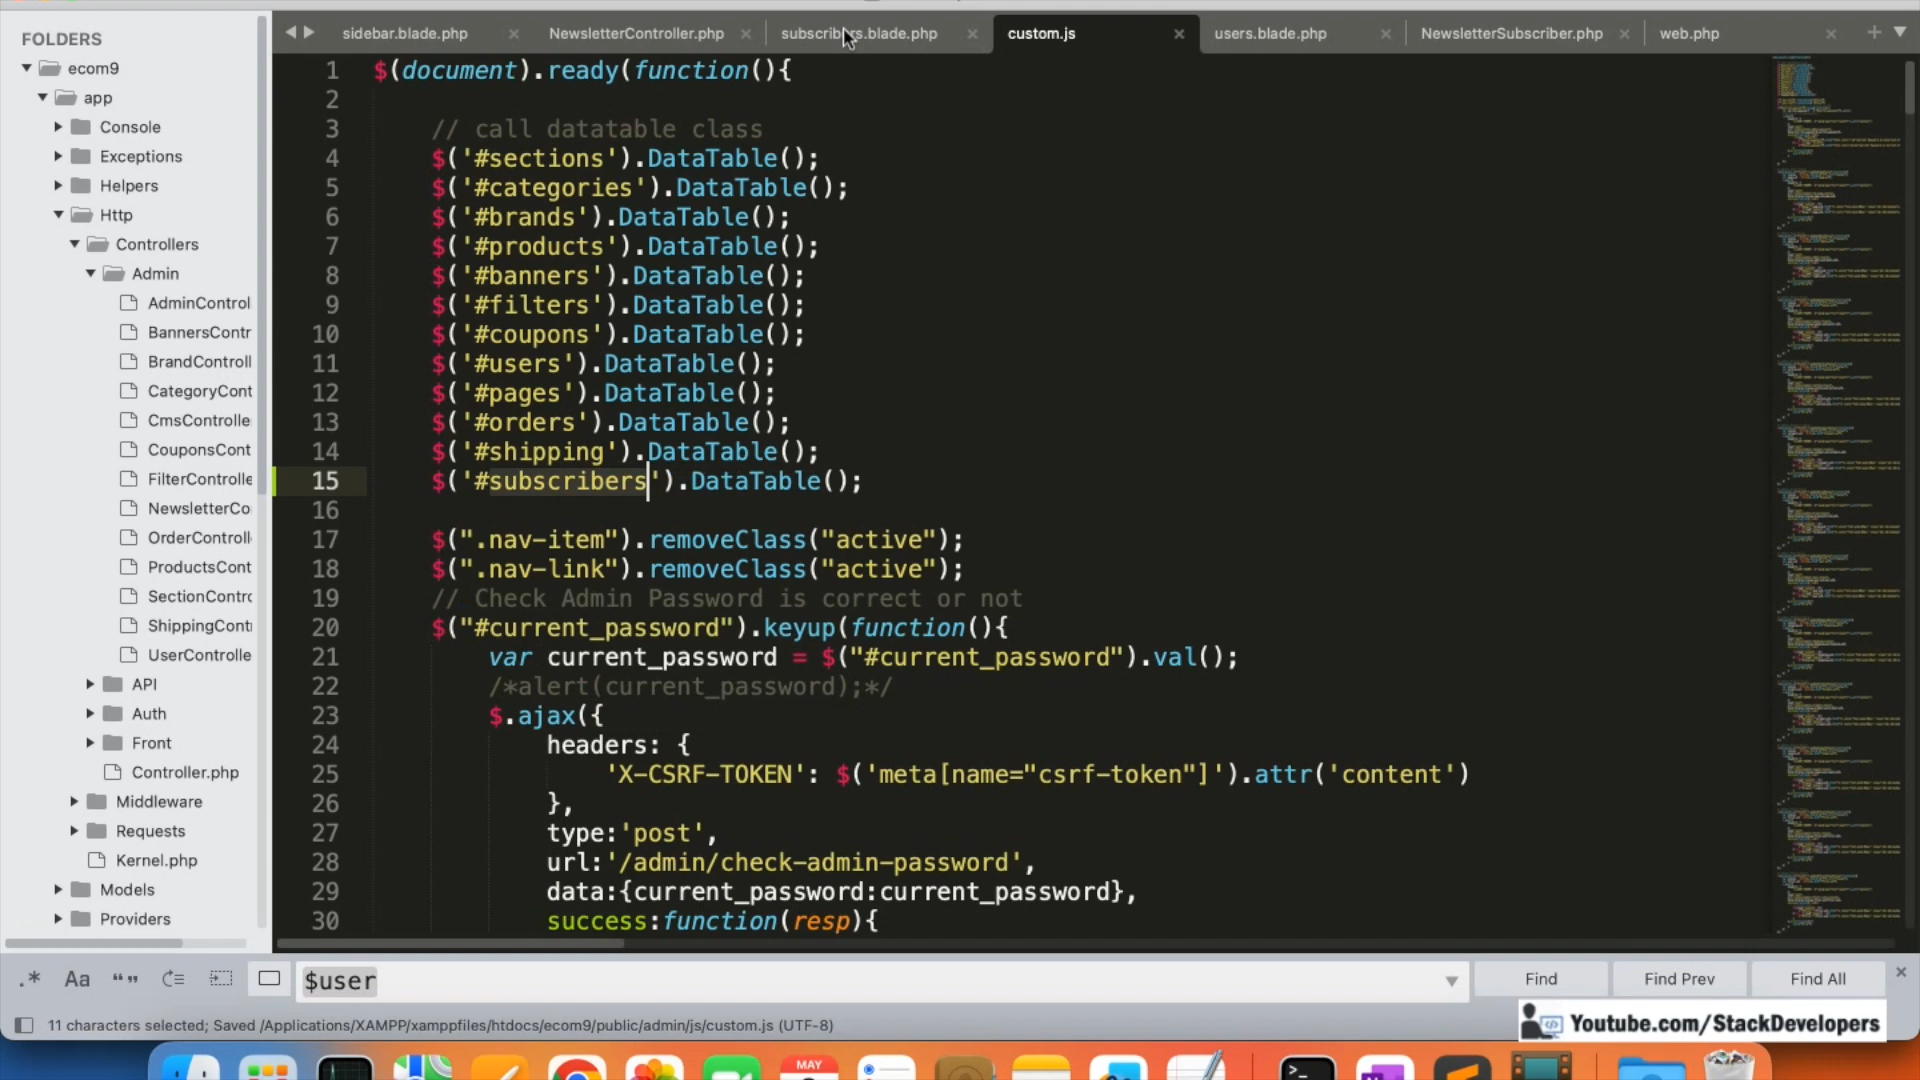 FOLDERS
ecom9
app
Console
Exceptions
Helpers
Http
Controllers
Admin
AdminControl
BannersContr
BrandControll
CategoryCont
CmsControlle
CouponsCont
FilterControlle
NewsletterCo
OrderControll
ProductsCont
SectionContro
ShippingContr
UserControlle
API
Auth
Front
Controller.php
Middleware
Requests
Kernel.php
Models
Providers
sidebar.blade.php NewsletterController.php subscribers.blade.php custom.js users.blade.php NewsletterSubscriber.php web.php
1 $(document).ready(function(){
2
3 // call datatable class
4 $('#sections').DataTable();
5 $('#categories').DataTable();
6 $('#brands').DataTable();
7 $('#products').DataTable();
8 $('#banners').DataTable();
9 $('#filters').DataTable();
10 $('#coupons').DataTable();
11 $('#users').DataTable();
12 $('#pages').DataTable();
13 $('#orders').DataTable();
14 $('#shipping').DataTable();
15 $('#subscribers').DataTable();
16
17 $(".nav-item").removeClass("active");
18 $(".nav-link").removeClass("active");
19 // Check Admin Password is correct or not
20 $("#current_password").keyup(function(){
21 var current_password = $("#current_password").val();
22 /*alert(current_password);*/
23 $.ajax({
24 headers: {
25 'X-CSRF-TOKEN': $('meta[name="csrf-token"]').attr('content')
26 },
27 type:'post',
28 url:'/admin/check-admin-password',
29 data:{current_password:current_password},
30 success:function(resp){
.* Aa “” $user Find Find Prev Find All
11 characters selected; Saved /Applications/XAMPP/xamppfiles/htdocs/ecom9/public/admin/js/custom.js (UTF-8)
Youtube.com/StackDevelopers
MAY